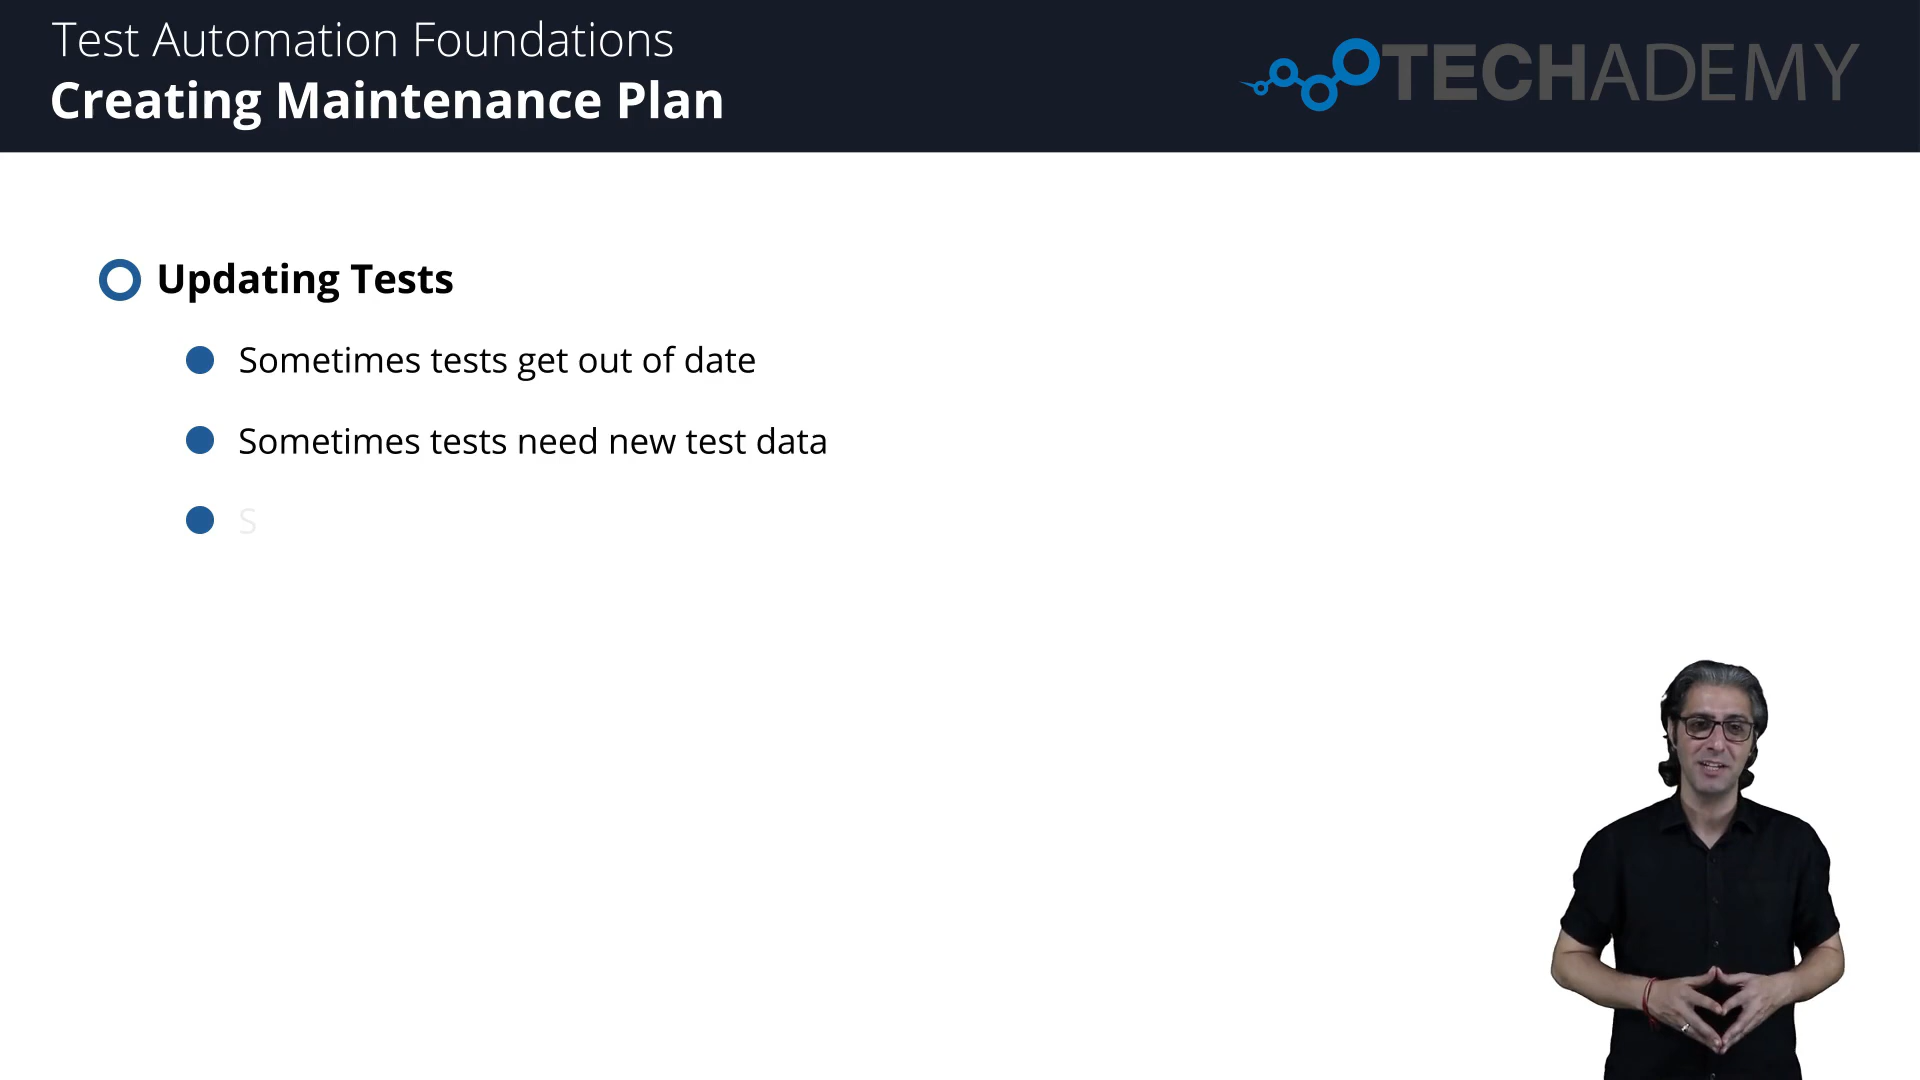 Test Automation Foundations
Creating Maintenance Plan
TECHADEMY
Updating Tests
Sometimes tests get out of date
Sometimes tests need new test data
S